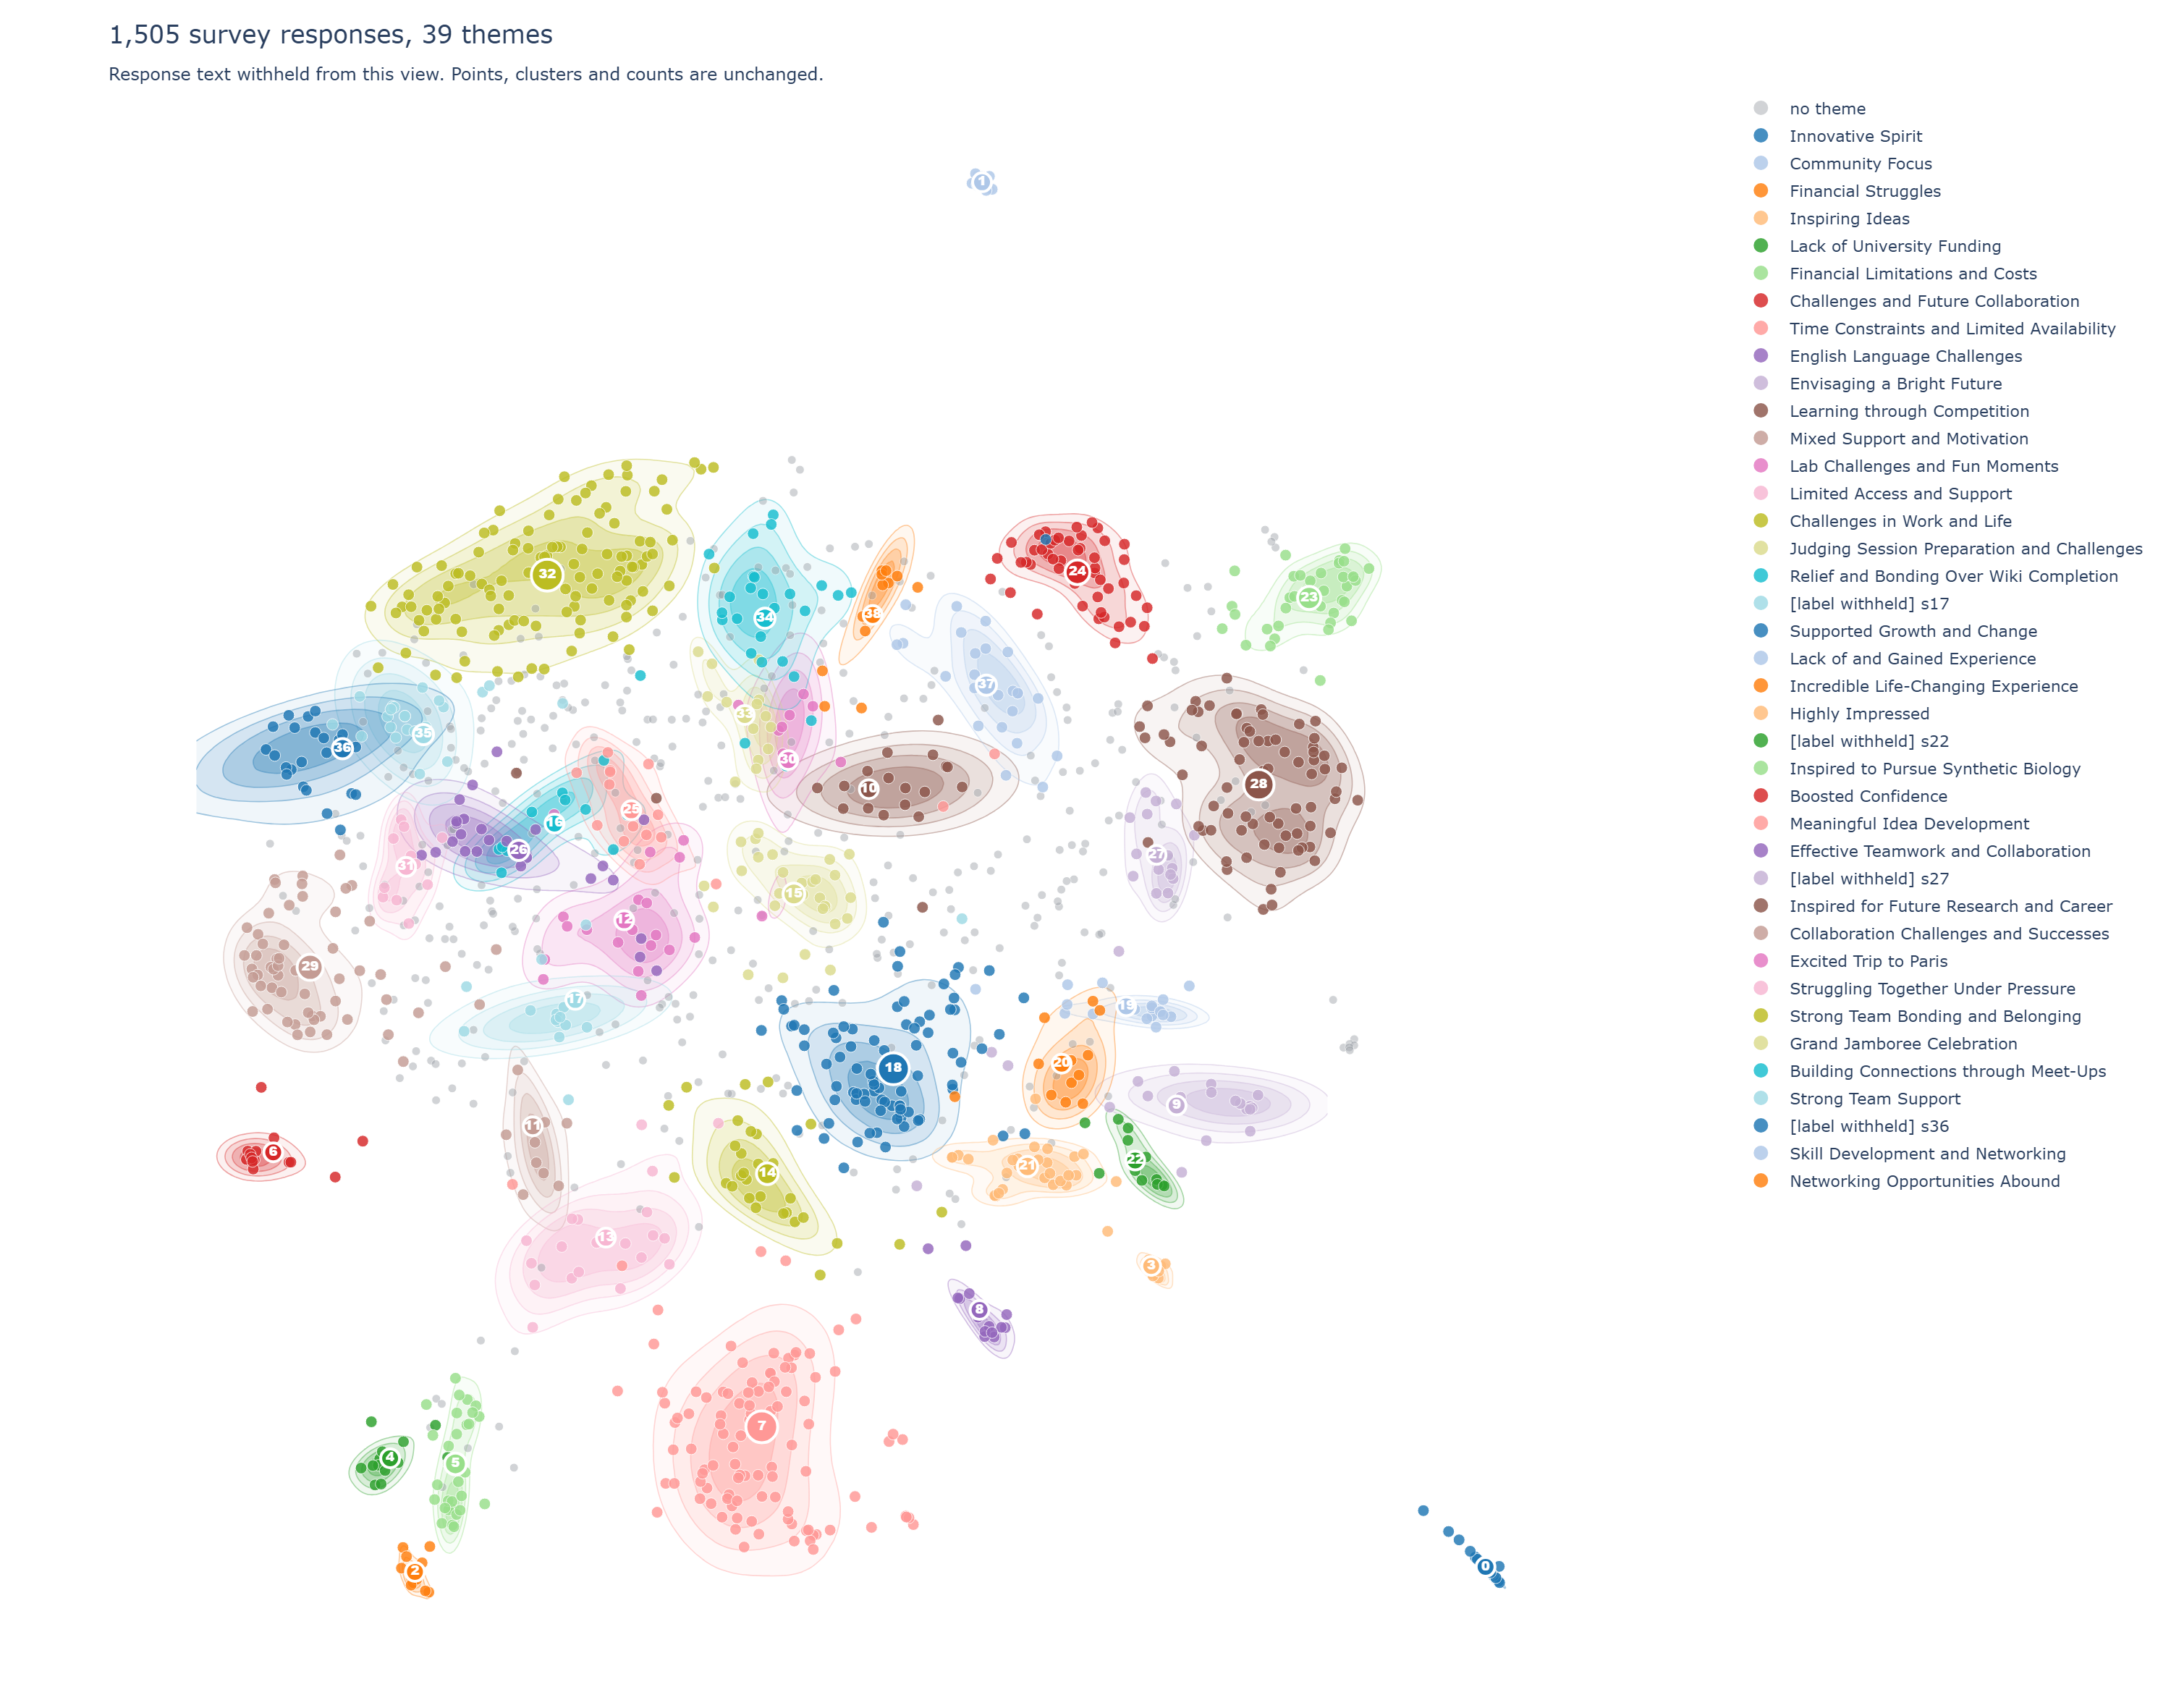 1,505 survey responses, 39 themes
Response text withheld from this view. Points, clusters and counts are unchanged.
no theme
Innovative Spirit
Community Focus
Financial Struggles
Inspiring Ideas
Lack of University Funding
Financial Limitations and Costs
Challenges and Future Collaboration
Time Constraints and Limited Availability
English Language Challenges
Envisaging a Bright Future
Learning through Competition
Mixed Support and Motivation
Lab Challenges and Fun Moments
Limited Access and Support
Challenges in Work and Life
Judging Session Preparation and Challenges
Relief and Bonding Over Wiki Completion
[label withheld] s17
Supported Growth and Change
Lack of and Gained Experience
Incredible Life-Changing Experience
Highly Impressed
[label withheld] s22
Inspired to Pursue Synthetic Biology
Boosted Confidence
Meaningful Idea Development
Effective Teamwork and Collaboration
[label withheld] s27
Inspired for Future Research and Career
Collaboration Challenges and Successes
Excited Trip to Paris
Struggling Together Under Pressure
Strong Team Bonding and Belonging
Grand Jamboree Celebration
Building Connections through Meet-Ups
Strong Team Support
[label withheld] s36
Skill Development and Networking
Networking Opportunities Abound
1
32
24
23
34
38
37
33
35
36
30
28
10
25
16
26
27
31
15
12
29
17
19
18
20
9
11
6
22
21
14
13
3
8
7
4
5
2
0